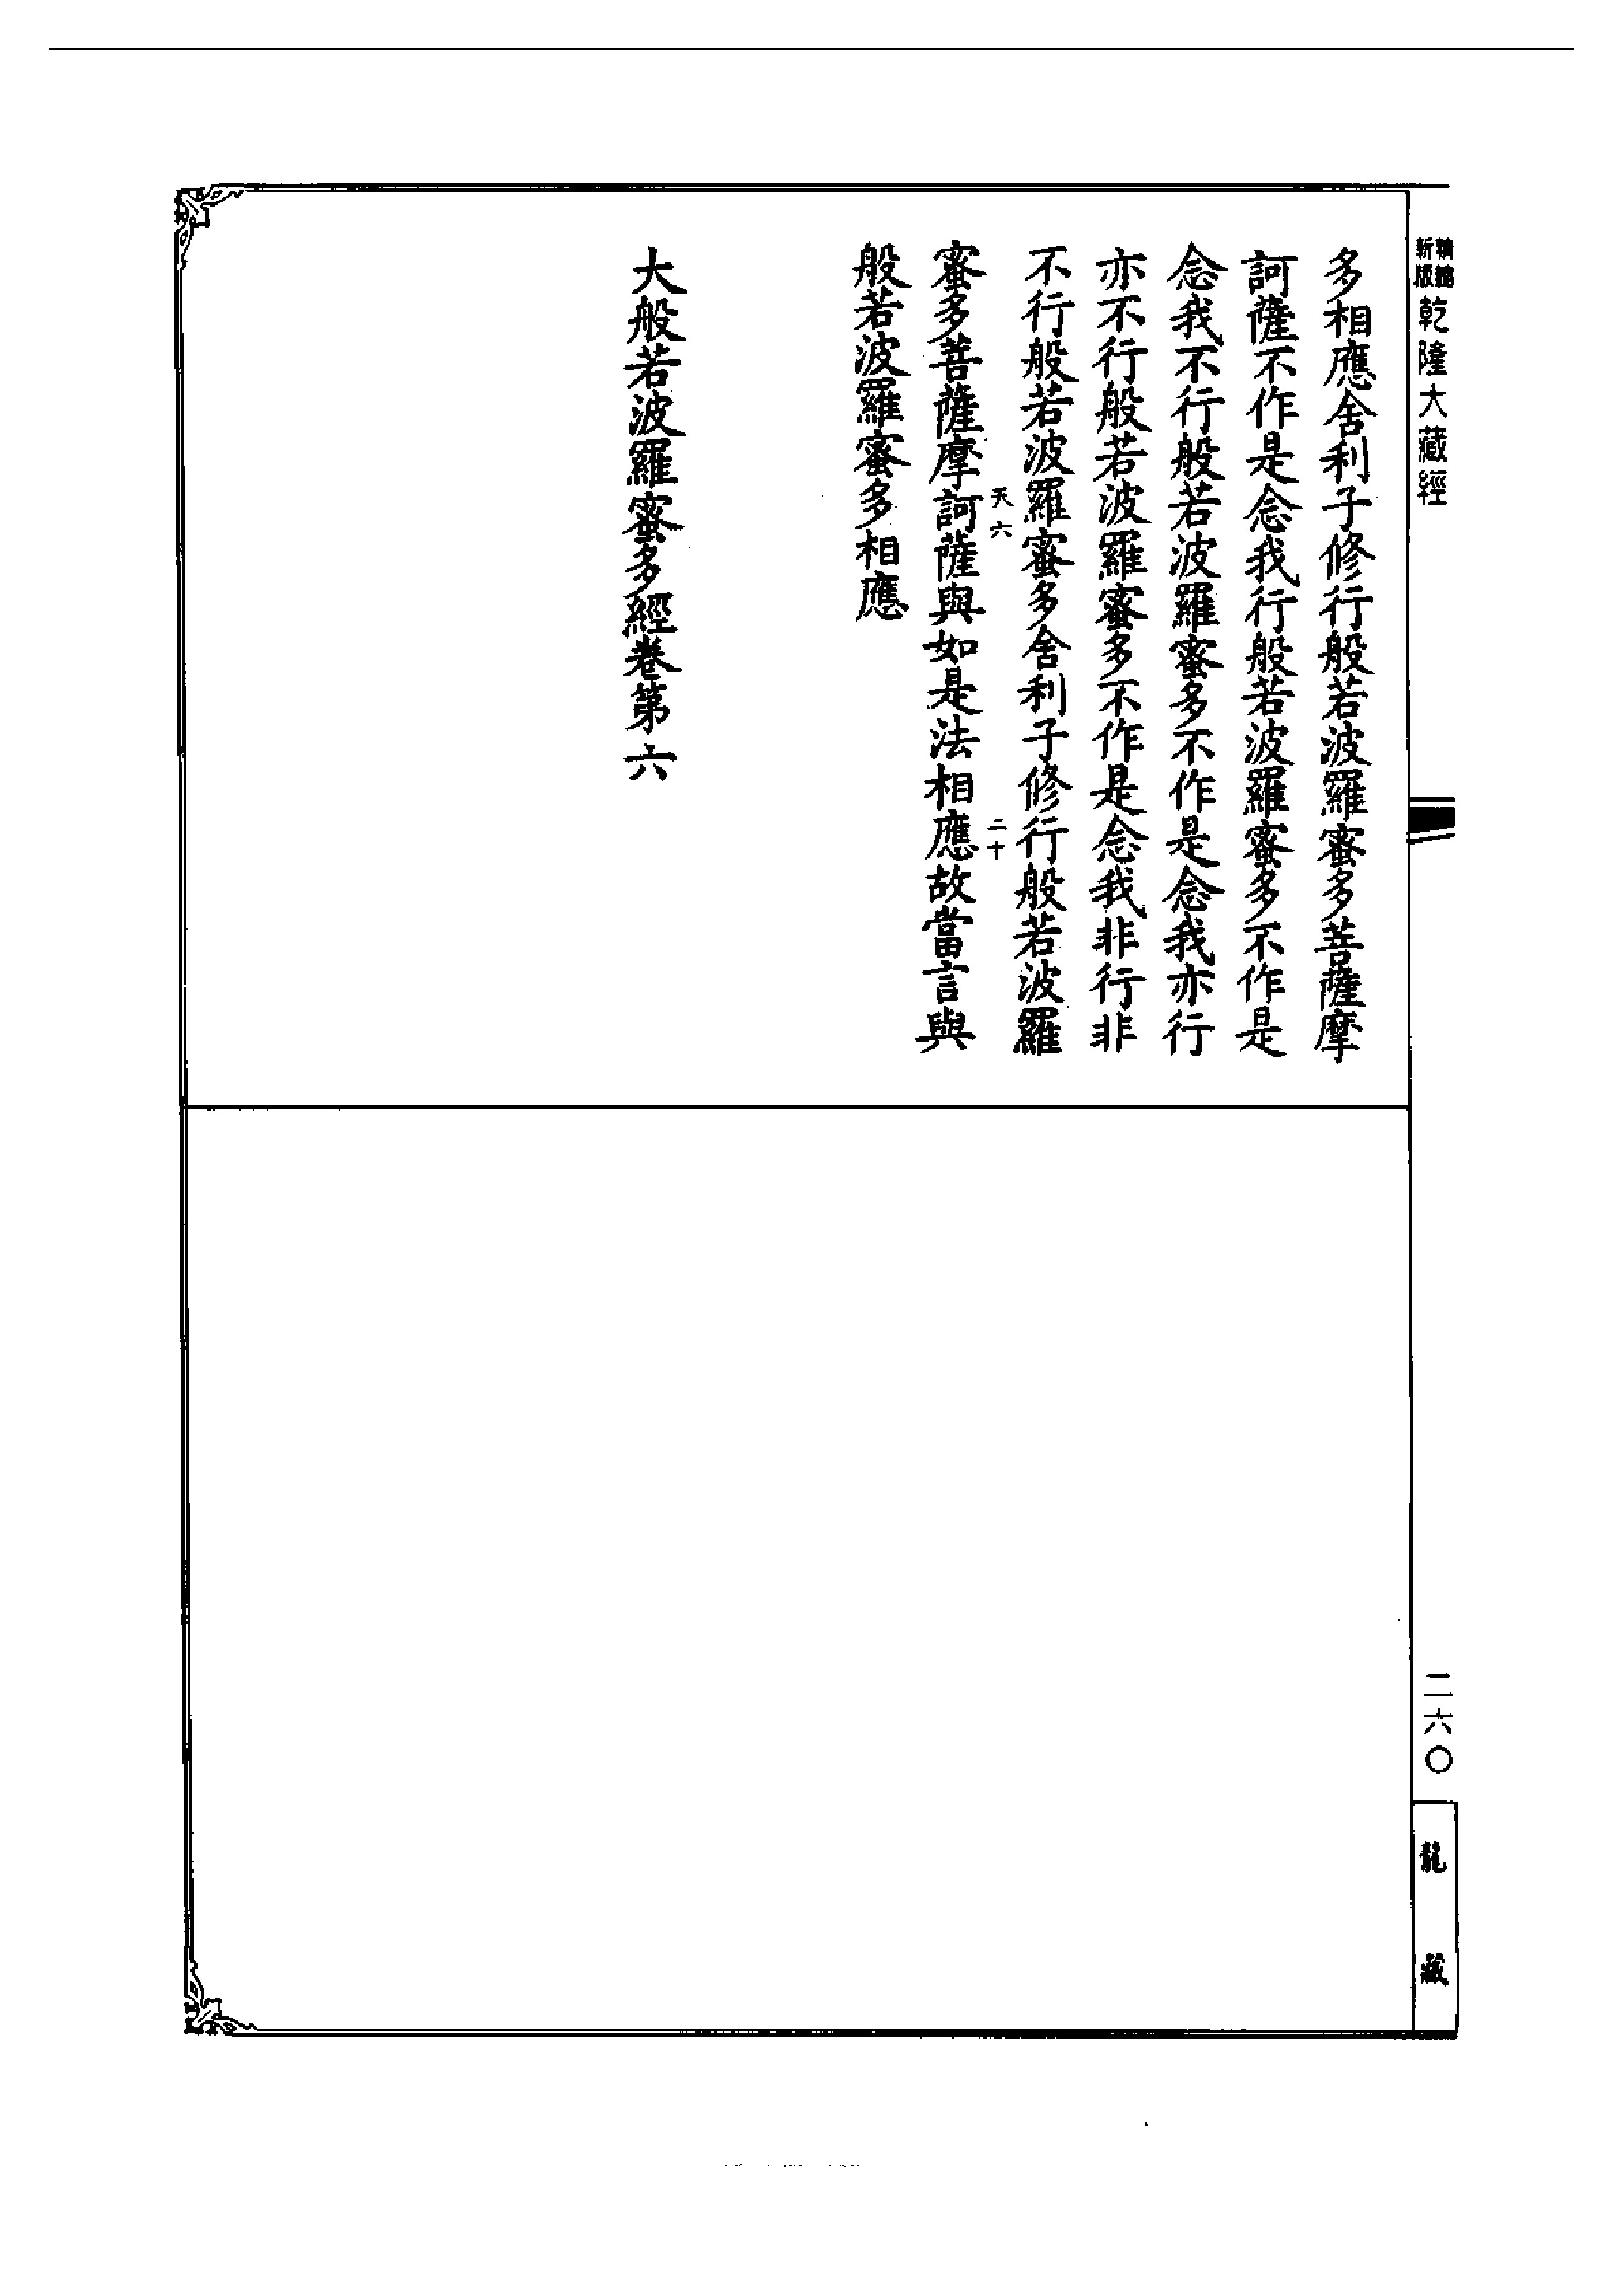 精縮新版
乾隆大藏經
多相應舍利子修行般若波羅蜜多菩薩摩
訶薩不作是念我行般若波羅蜜多不作是
念我不行般若波羅蜜多不作是念我亦行
亦不行般若波羅蜜多不作是念我非行非
不行般若波羅蜜多舍利子修行般若波羅
天六
二十
蜜多菩薩摩訶薩與如是法相應故當言與
般若波羅蜜多相應
大般若波羅蜜多經卷第六
二六〇
龍藏